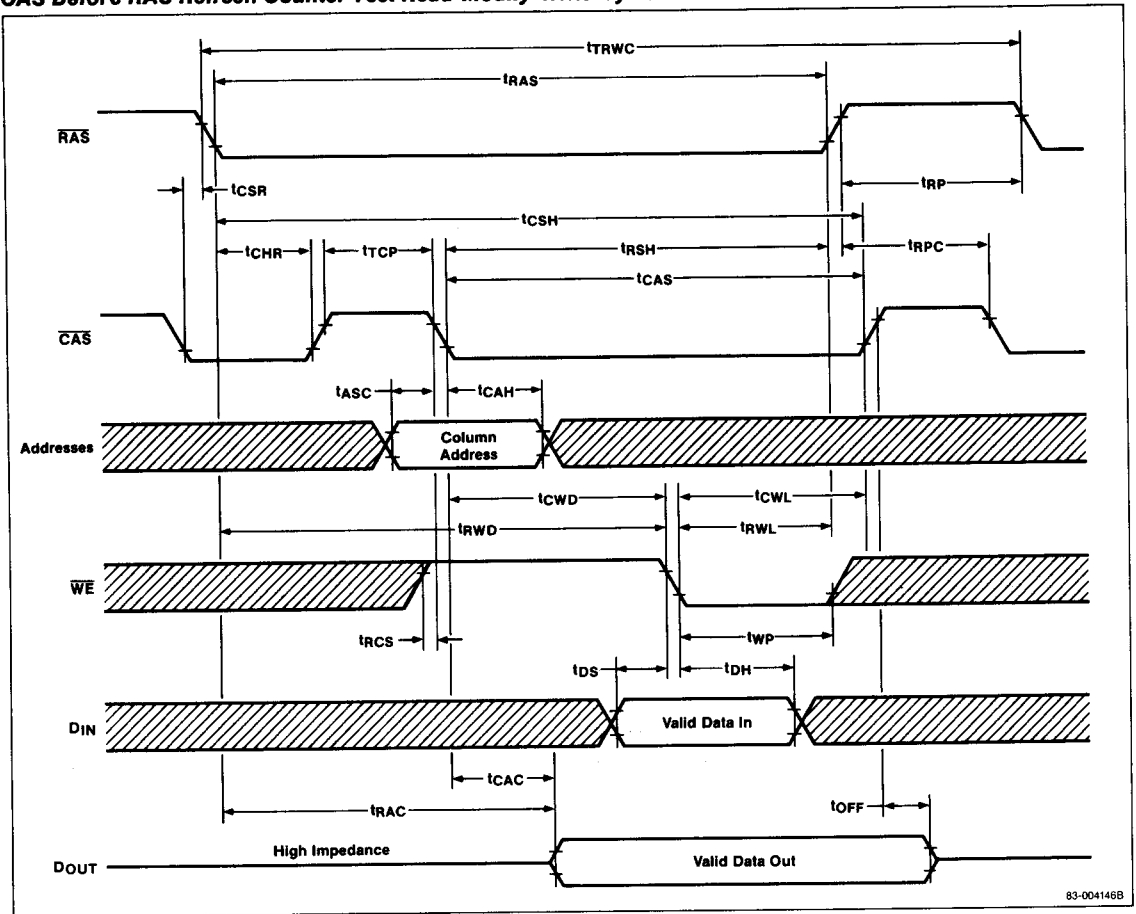 tTRWC
tRAS
RAS
tCSR
tRP
tCSH
tCHR
tTCP
tRSH
tRPC
tCAS
CAS
tASC
tCAH
Addresses
Column
Address
tCWD
tCWL
tRWD
tRWL
WE
tRCS
tWP
tDS
tDH
DIN
Valid Data In
tCAC
tRAC
tOFF
High Impedance
DOUT
Valid Data Out
83-004146B